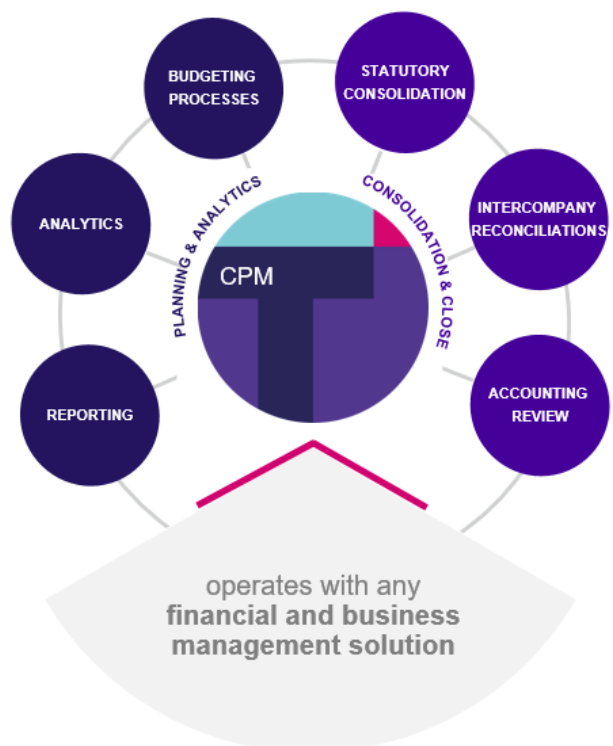 BUDGETING
PROCESSES
STATUTORY
CONSOLIDATION
ANALYTICS
INTERCOMPANY
RECONCILIATIONS
PLANNING & ANALYTICS
CONSOLIDATION & CLOSE
CPM
REPORTING
ACCOUNTING
REVIEW
operates with any
financial and business
management solution